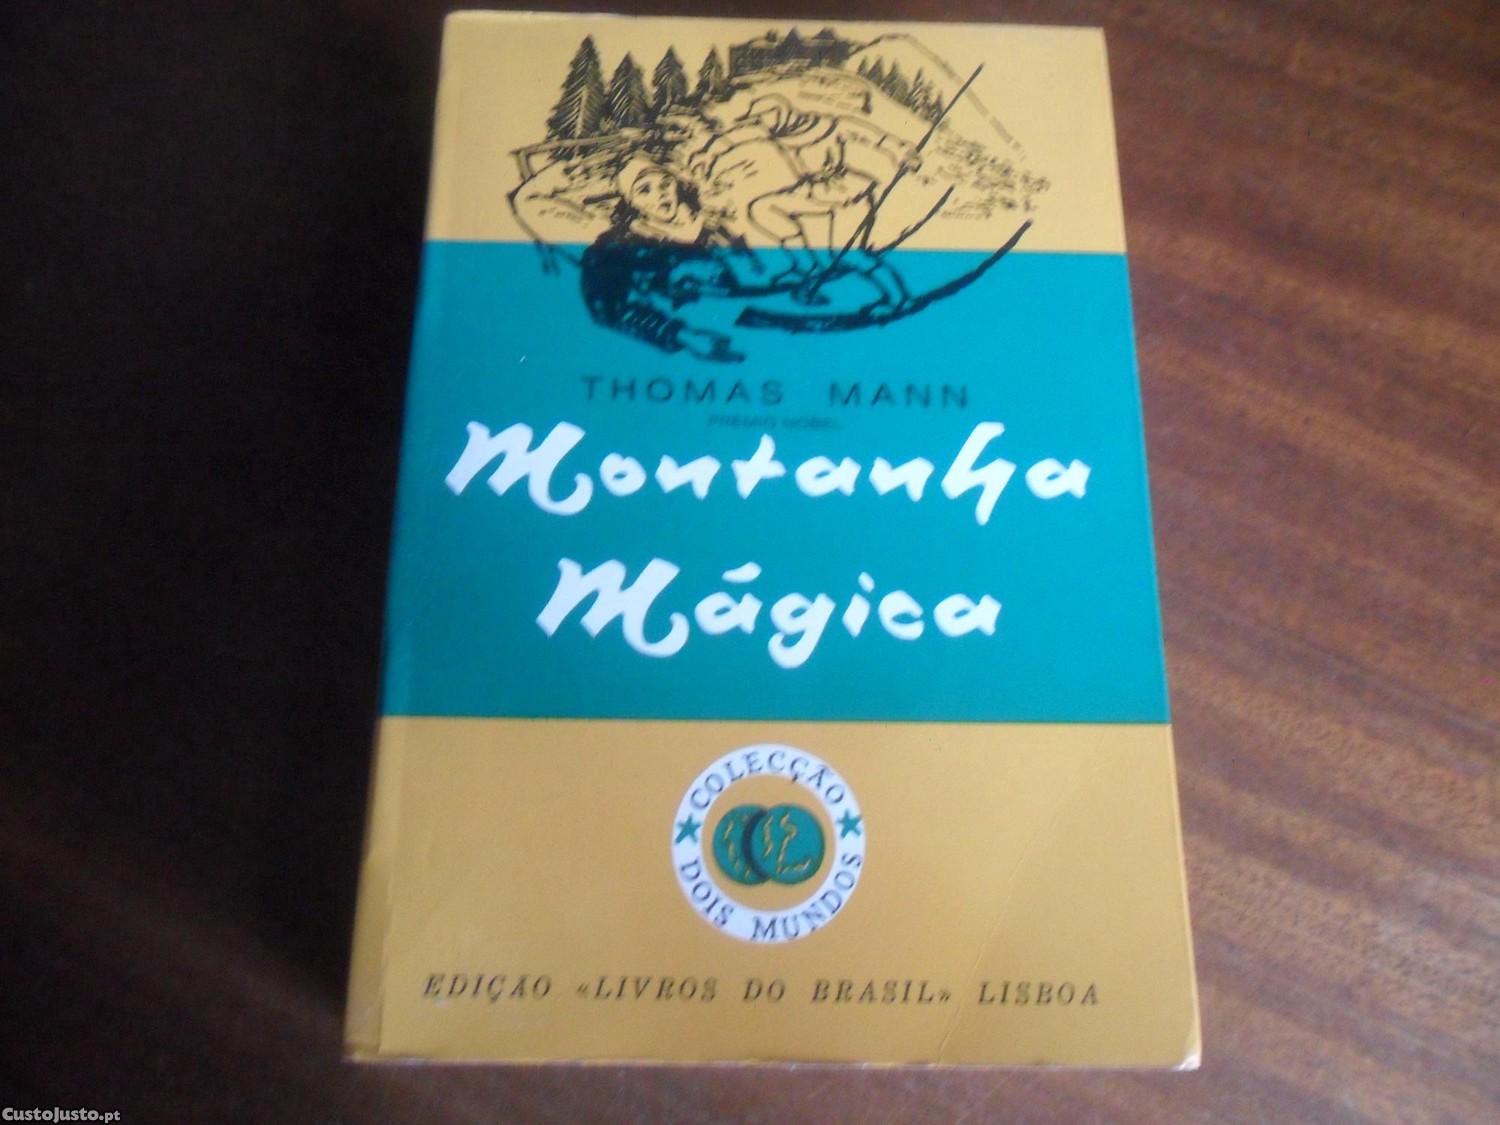 THOMAS MANN
PRÉMIO NOBEL
Montanha
Mágica
COLECÇÃO
DOIS MUNDOS
EDIÇÃO «LIVROS DO BRASIL» LISBOA
CustoJusto.pt